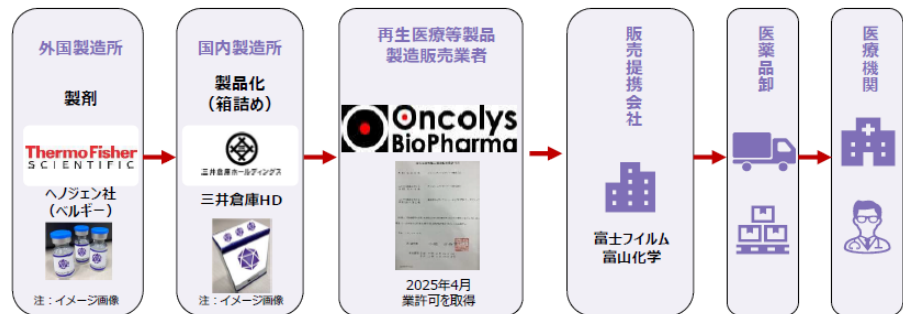 外国製造所
製剤
ThermoFisher
SCIENTIFIC
ヘノジェン社
（ベルギー）
注：イメージ画像
国内製造所
製品化
（箱詰め）
三井倉庫ホールディングス
三井倉庫HD
注：イメージ画像
再生医療等製品
製造販売業者
Oncolys
BioPharma
2025年4月
業許可を取得
販売提携会社
富士フイルム
富山化学
医薬品卸
医療機関